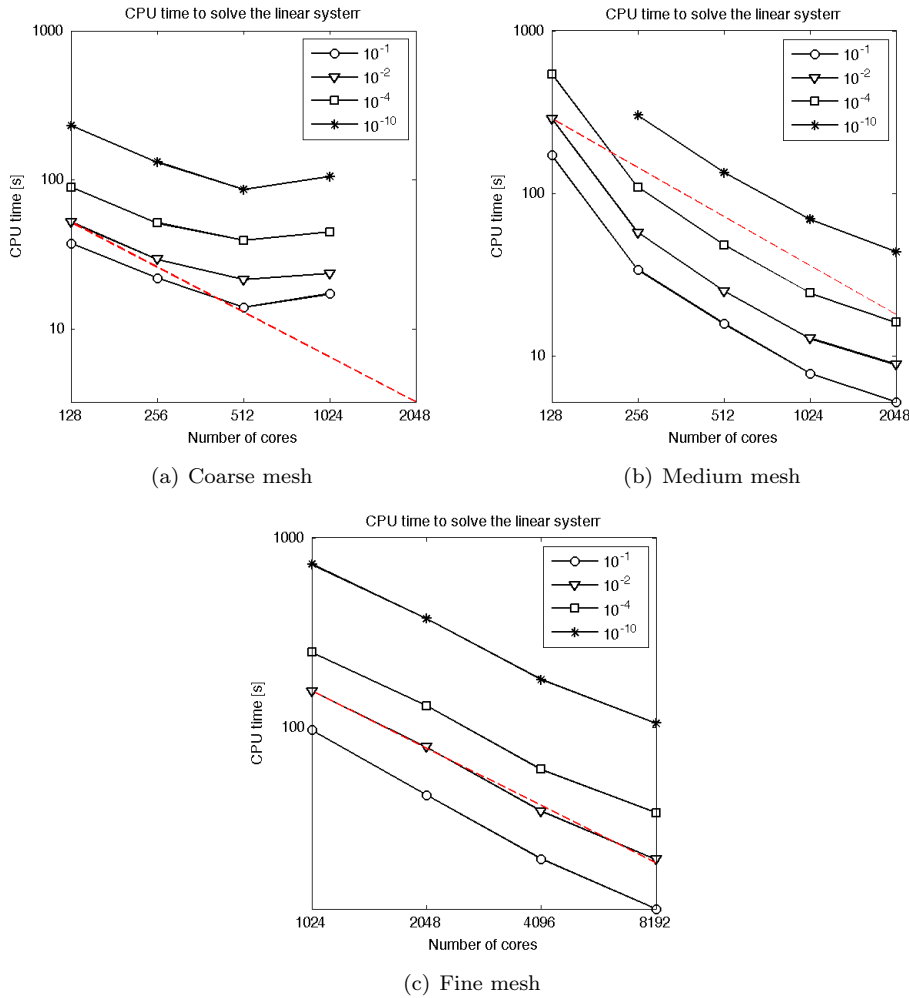 CPU time to solve the linear systerr
CPU time to solve the linear systerr
1000
100
10
CPU time [s]
10⁻¹
10⁻²
10⁻⁴
10⁻¹⁰
128 256 512 1024 2048
Number of cores
(a) Coarse mesh
1000
100
10
CPU time [s]
10⁻¹
10⁻²
10⁻⁴
10⁻¹⁰
128 256 512 1024 2048
Number of cores
(b) Medium mesh
CPU time to solve the linear systerr
1000
100
CPU time [s]
10⁻¹
10⁻²
10⁻⁴
10⁻¹⁰
1024 2048 4096 8192
Number of cores
(c) Fine mesh